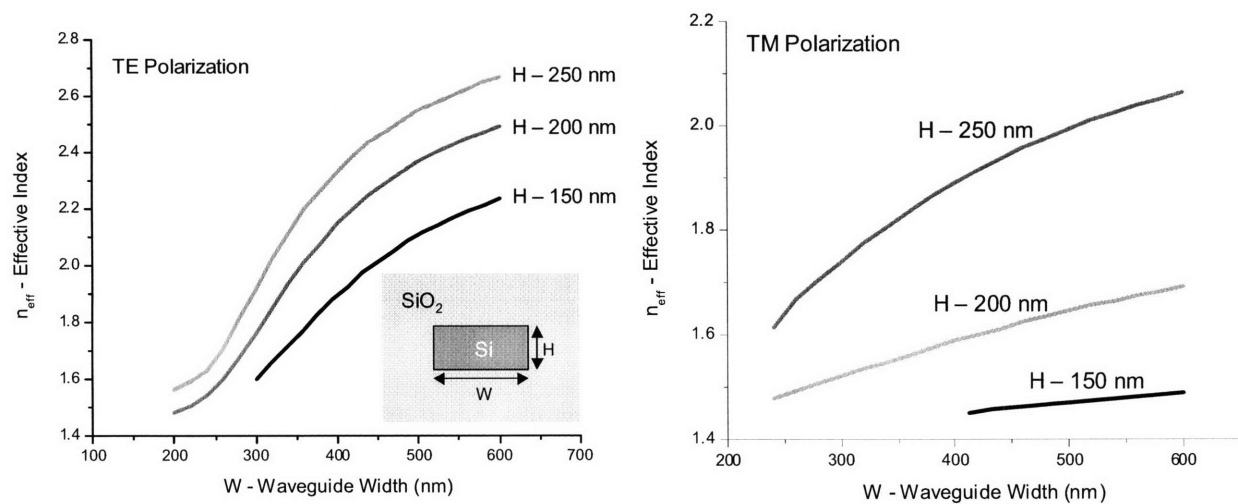 TE Polarization
n_eff - Effective Index
2.8
2.6
2.4
2.2
2.0
1.8
1.6
1.4
H – 250 nm
H – 200 nm
H – 150 nm
SiO₂
Si
H
W
100 200 300 400 500 600 700
W - Waveguide Width (nm)
TM Polarization
n_eff - Effective Index
2.2
2.0
1.8
1.6
1.4
H – 250 nm
H – 200 nm
H – 150 nm
200 300 400 500 600
W - Waveguide Width (nm)